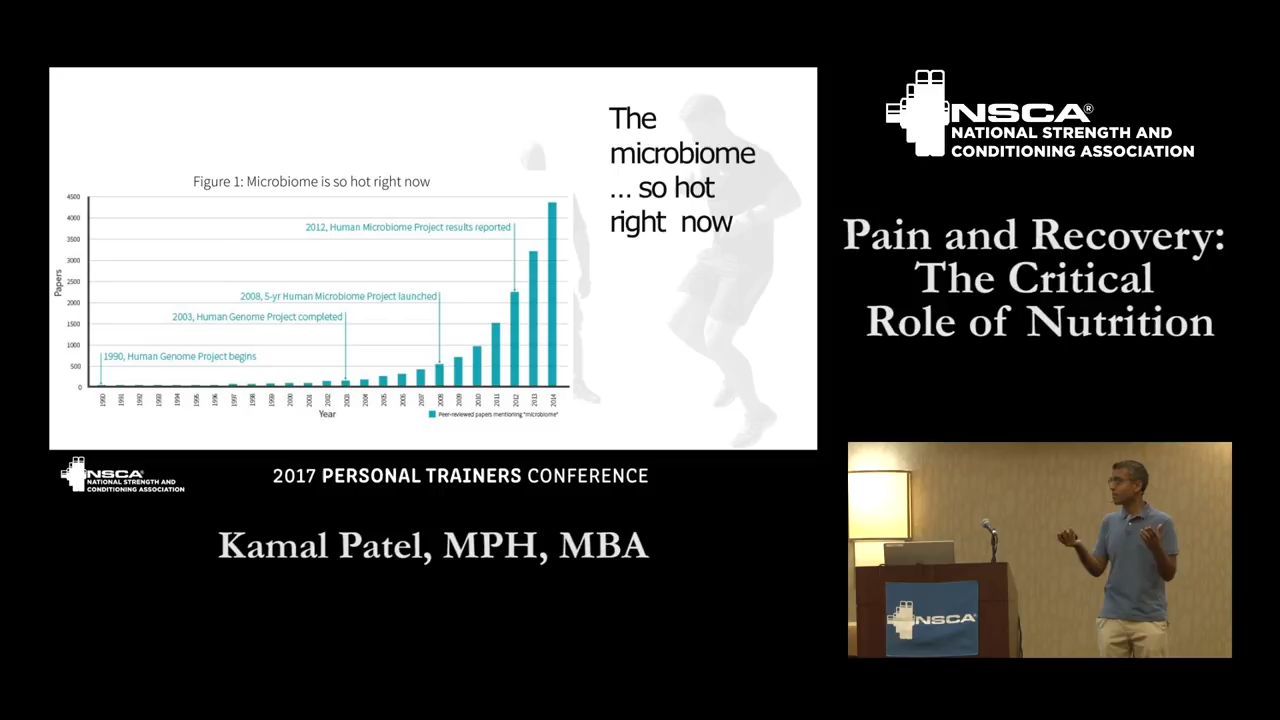 The
microbiome
... so hot
right now
Figure 1: Microbiome is so hot right now
4500
4000
3500
3000
2500
2000
1500
1000
500
0
Papers
2012, Human Microbiome Project results reported
2008, 5-yr Human Microbiome Project launched
2003, Human Genome Project completed
1990, Human Genome Project begins
1990 1991 1992 1993 1994 1995 1996 1997 1998 1999 2000 2001 2002 2003 2004 2005 2006 2007 2008 2009 2010 2011 2012 2013 2014
Year
Peer-reviewed papers mentioning "microbiome"
NSCA
NATIONAL STRENGTH AND
CONDITIONING ASSOCIATION
2017 PERSONAL TRAINERS CONFERENCE
Kamal Patel, MPH, MBA
NSCA®
NATIONAL STRENGTH AND
CONDITIONING ASSOCIATION
Pain and Recovery:
The Critical
Role of Nutrition
NSCA